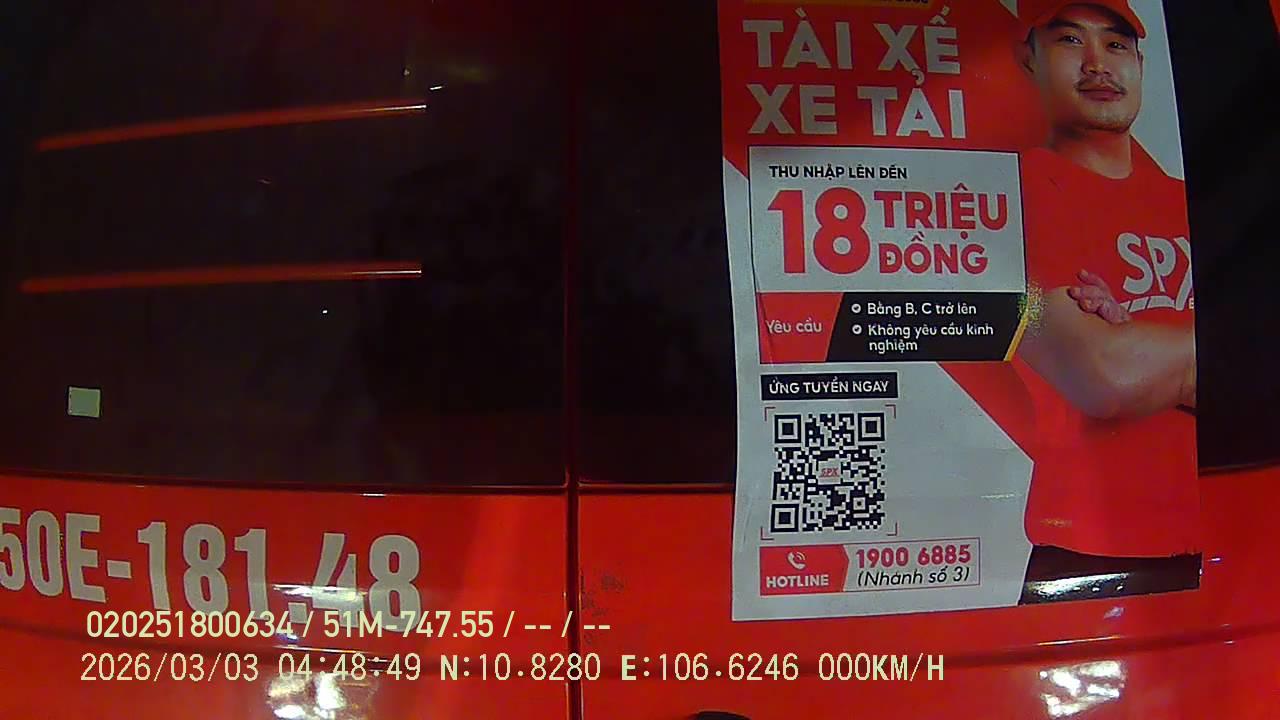 TÀI XẾ
XE TẢI
THU NHẬP LÊN ĐẾN
18 TRIỆU
ĐỒNG
Yêu cầu
Bằng B, C trở lên
Không yêu cầu kinh
nghiệm
SPX
ỨNG TUYỂN NGAY
SPX
HOTLINE
1900 6885
(Nhánh số 3)
50E-181.48
020251800634 / 51M-747.55 / -- / --
2026/03/03 04:48:49 N:10.8280 E:106.6246 000KM/H